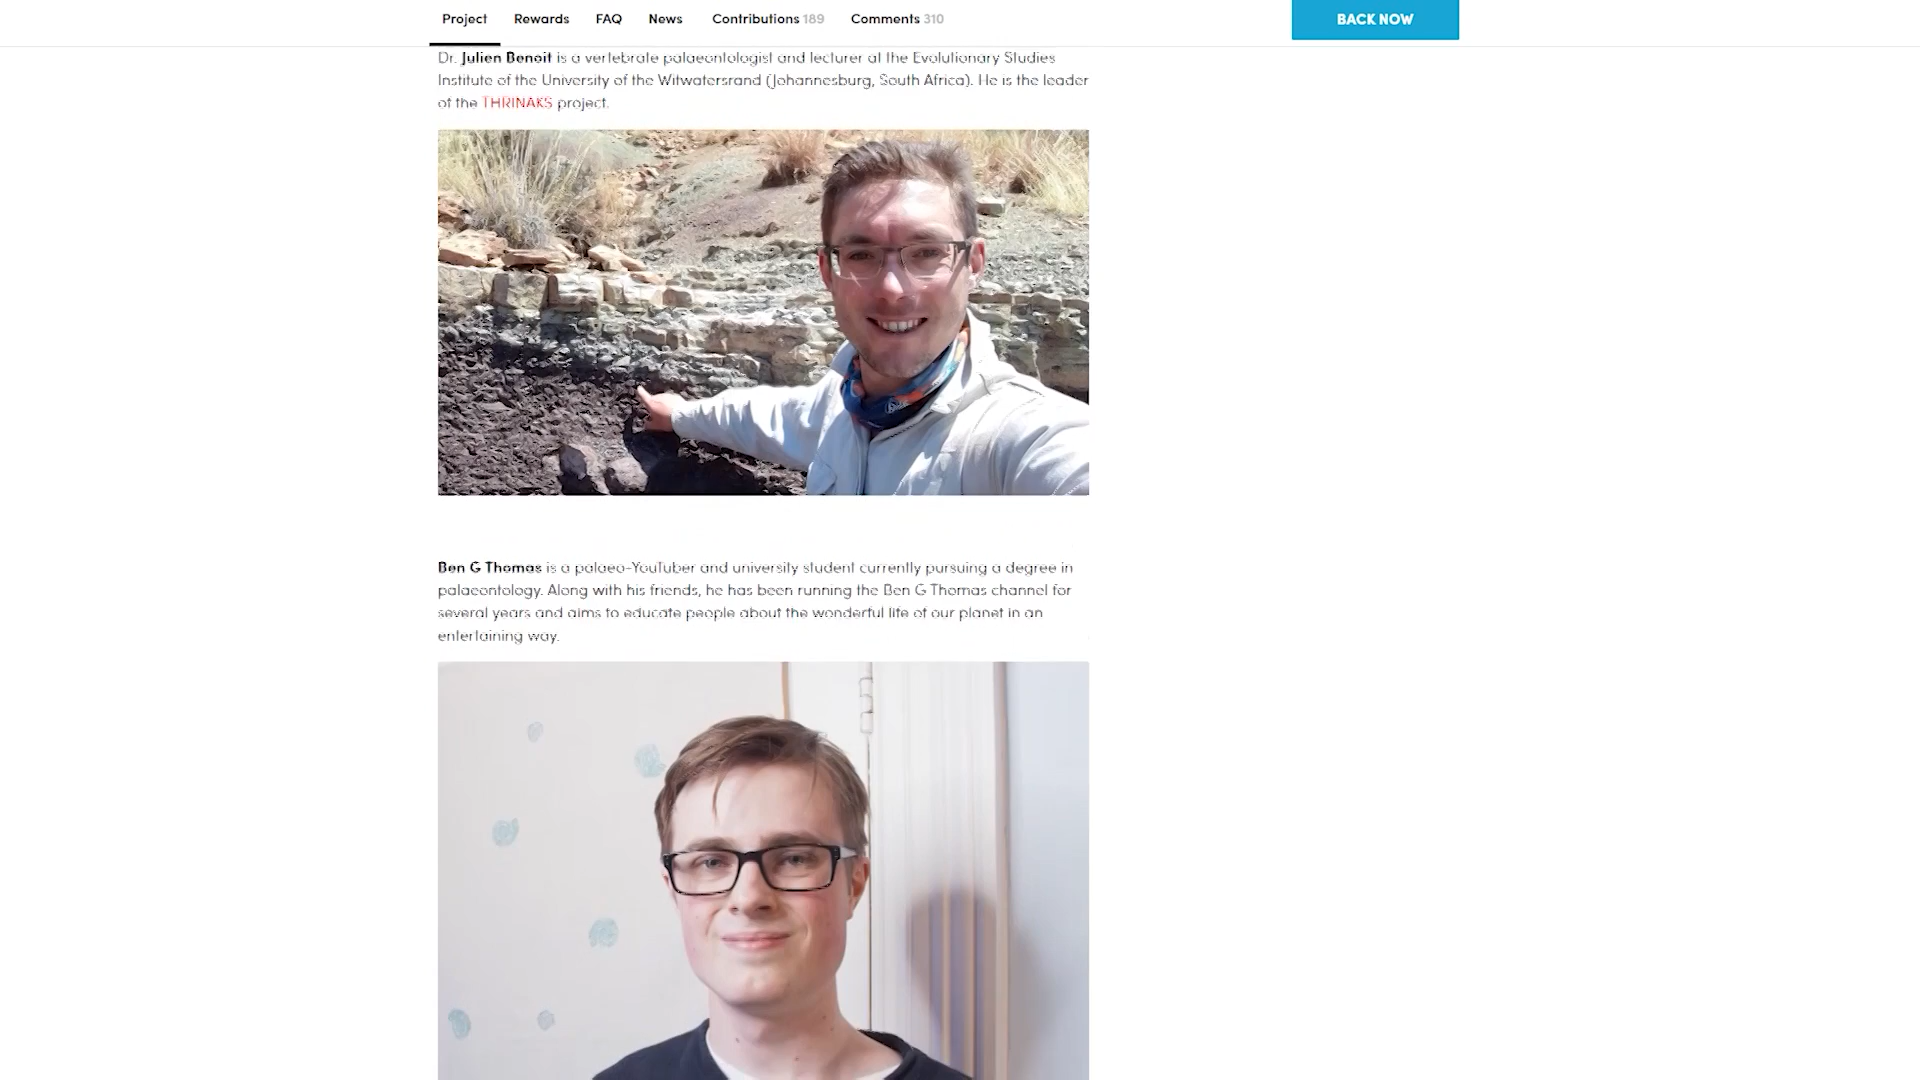 Project Rewards FAQ News Contributions 189 Comments 310 BACK NOW
Dr. Julien Benoit is a vertebrate palaeontologist and lecturer at the Evolutionary Studies
Institute of the University of the Witwatersrand (Johannesburg, South Africa). He is the leader
of the THRINAKS project.
Ben G Thomas is a palaeo-YouTuber and university student currently pursuing a degree in
palaeontology. Along with his friends, he has been running the Ben G Thomas channel for
several years and aims to educate people about the wonderful life of our planet in an
entertaining way.